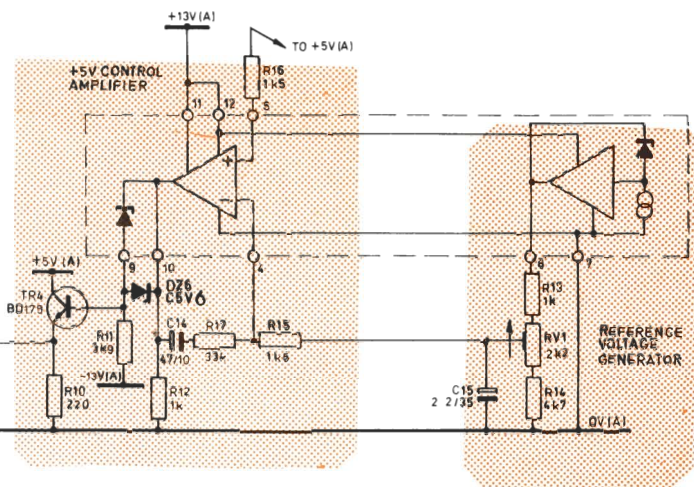 +13V(A)
TO +5V(A)
+5V CONTROL
AMPLIFIER
R16
1k5
11
12
5
+
−
+5V(A)
9
10
4
8
7
TR4
BD179
DZ6
C5V6
R13
1k
R11
3k9
C14
47/10
R17
33k
R15
1k6
RV1
2k2
REFERENCE
VOLTAGE
GENERATOR
-13V(A)
R10
220
R12
1k
C15
2 2/35
R14
4k7
0V(A)